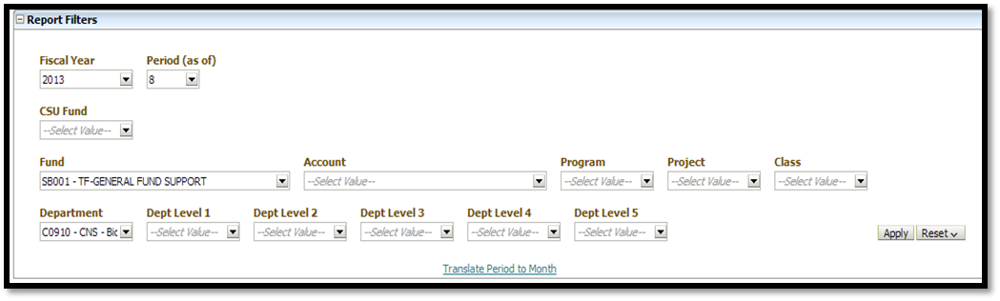 Report Filters
Fiscal Year Period (as of)
2013 8
CSU Fund
--Select Value--
Fund Account Program Project Class
SB001 - TF-GENERAL FUND SUPPORT --Select Value-- --Select Value-- --Select Value-- --Select Value--
Department Dept Level 1 Dept Level 2 Dept Level 3 Dept Level 4 Dept Level 5
C0910 - CNS - Bio --Select Value-- --Select Value-- --Select Value-- --Select Value-- --Select Value-- Apply Reset
Translate Period to Month